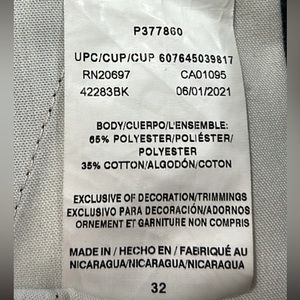 P377860
UPC/CUP/CUP 607645039817
RN20697 CA01095
42283BK 06/01/2021
BODY/CUERPO/L'ENSEMBLE:
65% POLYESTER/POLIÉSTER/
POLYESTER
35% COTTON/ALGODÓN/COTON
EXCLUSIVE OF DECORATION/TRIMMINGS
EXCLUSIVO PARA DECORACIÓN/ADORNOS
ORNEMENT ET GARNITURE NON COMPRIS
MADE IN / HECHO EN / FABRIQUÉ AU
NICARAGUA/NICARAGUA/NICARAGUA
32